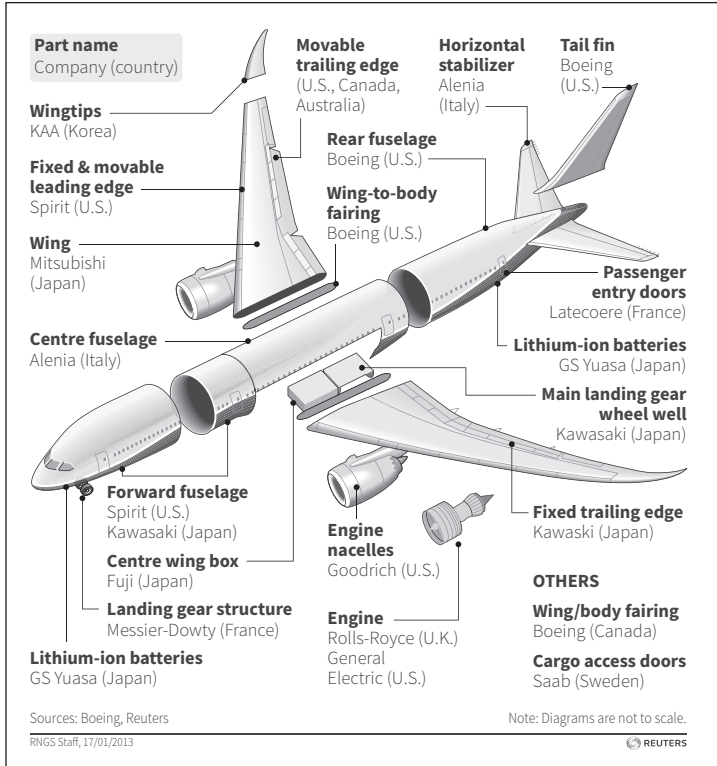 Part name
Company (country)
Wingtips
KAA (Korea)
Fixed & movable
leading edge
Spirit (U.S.)
Wing
Mitsubishi
(Japan)
Centre fuselage
Alenia (Italy)
Movable
trailing edge
(U.S., Canada,
Australia)
Rear fuselage
Boeing (U.S.)
Wing-to-body
fairing
Boeing (U.S.)
Horizontal
stabilizer
Alenia
(Italy)
Tail fin
Boeing
(U.S.)
Passenger
entry doors
Latecoere (France)
Lithium-ion batteries
GS Yuasa (Japan)
Main landing gear
wheel well
Kawasaki (Japan)
Forward fuselage
Spirit (U.S.)
Kawasaki (Japan)
Centre wing box
Fuji (Japan)
Landing gear structure
Messier-Dowty (France)
Lithium-ion batteries
GS Yuasa (Japan)
Engine
nacelles
Goodrich (U.S.)
Engine
Rolls-Royce (U.K.)
General
Electric (U.S.)
Fixed trailing edge
Kawaski (Japan)
OTHERS
Wing/body fairing
Boeing (Canada)
Cargo access doors
Saab (Sweden)
Sources: Boeing, Reuters
Note: Diagrams are not to scale.
RNGS Staff, 17/01/2013
REUTERS